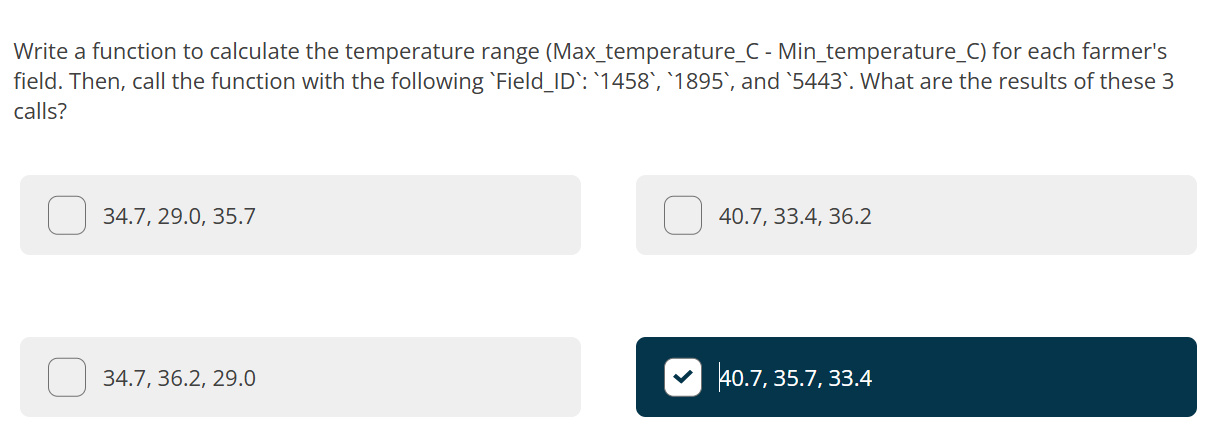 Write a function to calculate the temperature range (Max_temperature_C - Min_temperature_C) for each farmer's
field. Then, call the function with the following `Field_ID`: `1458`, `1895`, and `5443`. What are the results of these 3
calls?
34.7, 29.0, 35.7
40.7, 33.4, 36.2
34.7, 36.2, 29.0
40.7, 35.7, 33.4